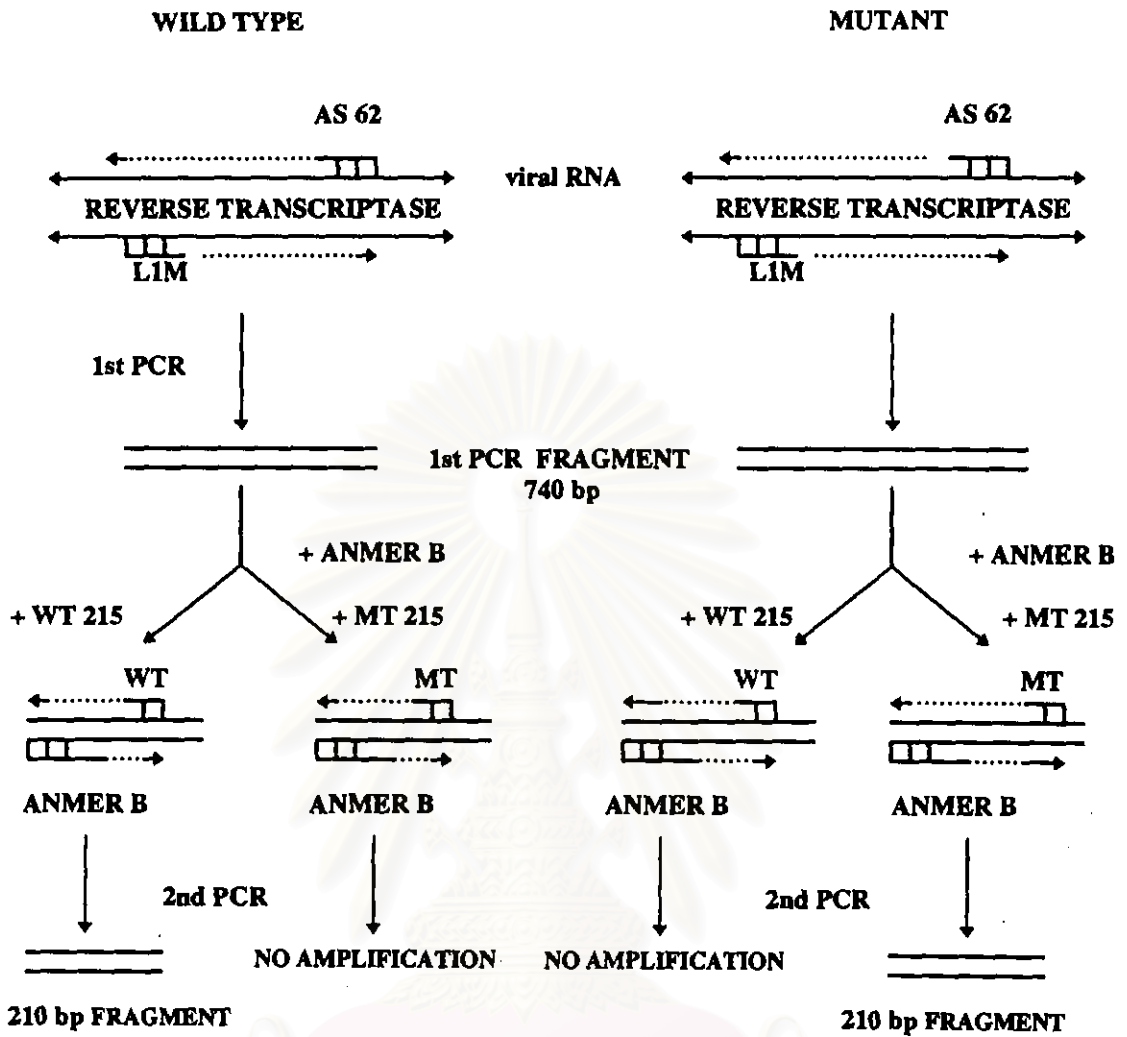 WILD TYPE
MUTANT
AS 62
AS 62
viral RNA
REVERSE TRANSCRIPTASE
REVERSE TRANSCRIPTASE
L1M
L1M
1st PCR
1st PCR FRAGMENT
740 bp
+ ANMER B
+ ANMER B
+ WT 215
+ MT 215
+ WT 215
+ MT 215
WT
MT
WT
MT
ANMER B
ANMER B
ANMER B
ANMER B
2nd PCR
2nd PCR
NO AMPLIFICATION
NO AMPLIFICATION
210 bp FRAGMENT
210 bp FRAGMENT